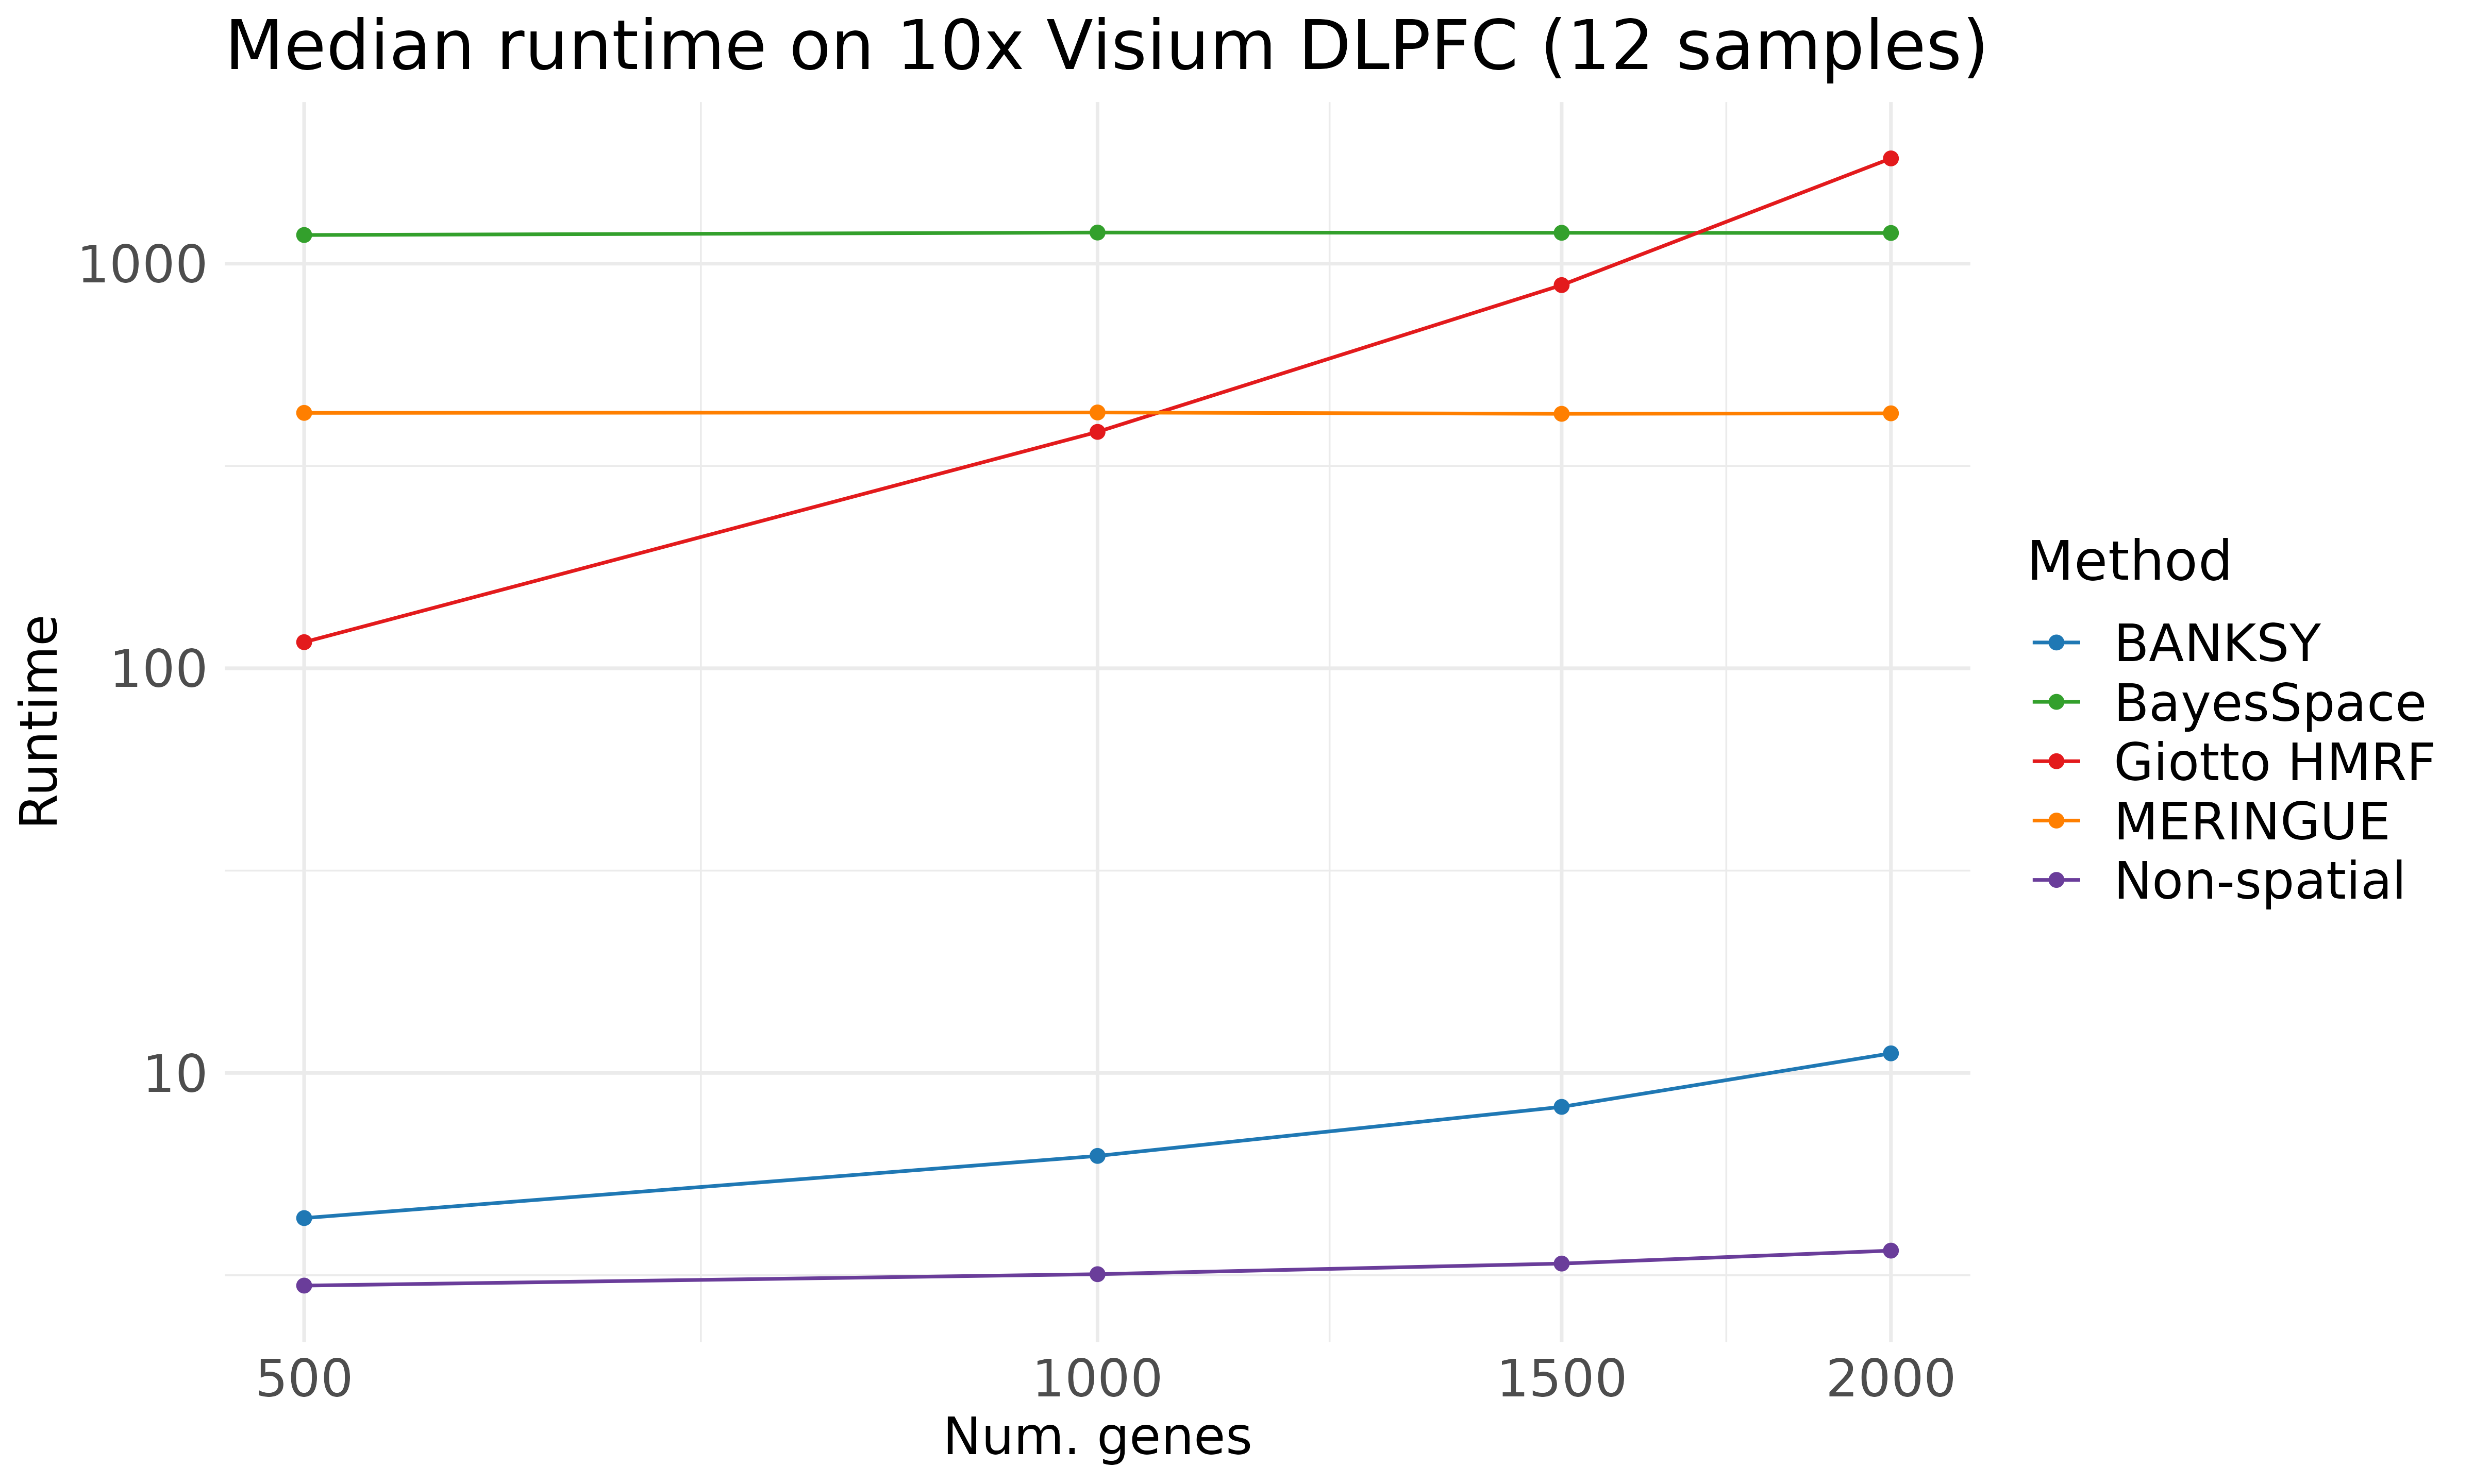 Median runtime on 10x Visium DLPFC (12 samples)
1000
100
10
Runtime
500 1000 1500 2000
Num. genes
Method
BANKSY
BayesSpace
Giotto HMRF
MERINGUE
Non-spatial